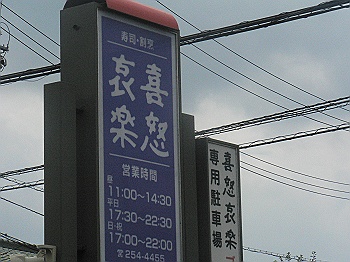 寿司・割烹
喜怒
哀楽
営業時間
昼
11:00〜14:30
平日
17:30〜22:30
日・祝
17:00〜22:00
☎ 254-4455
喜怒哀楽
専用駐車場